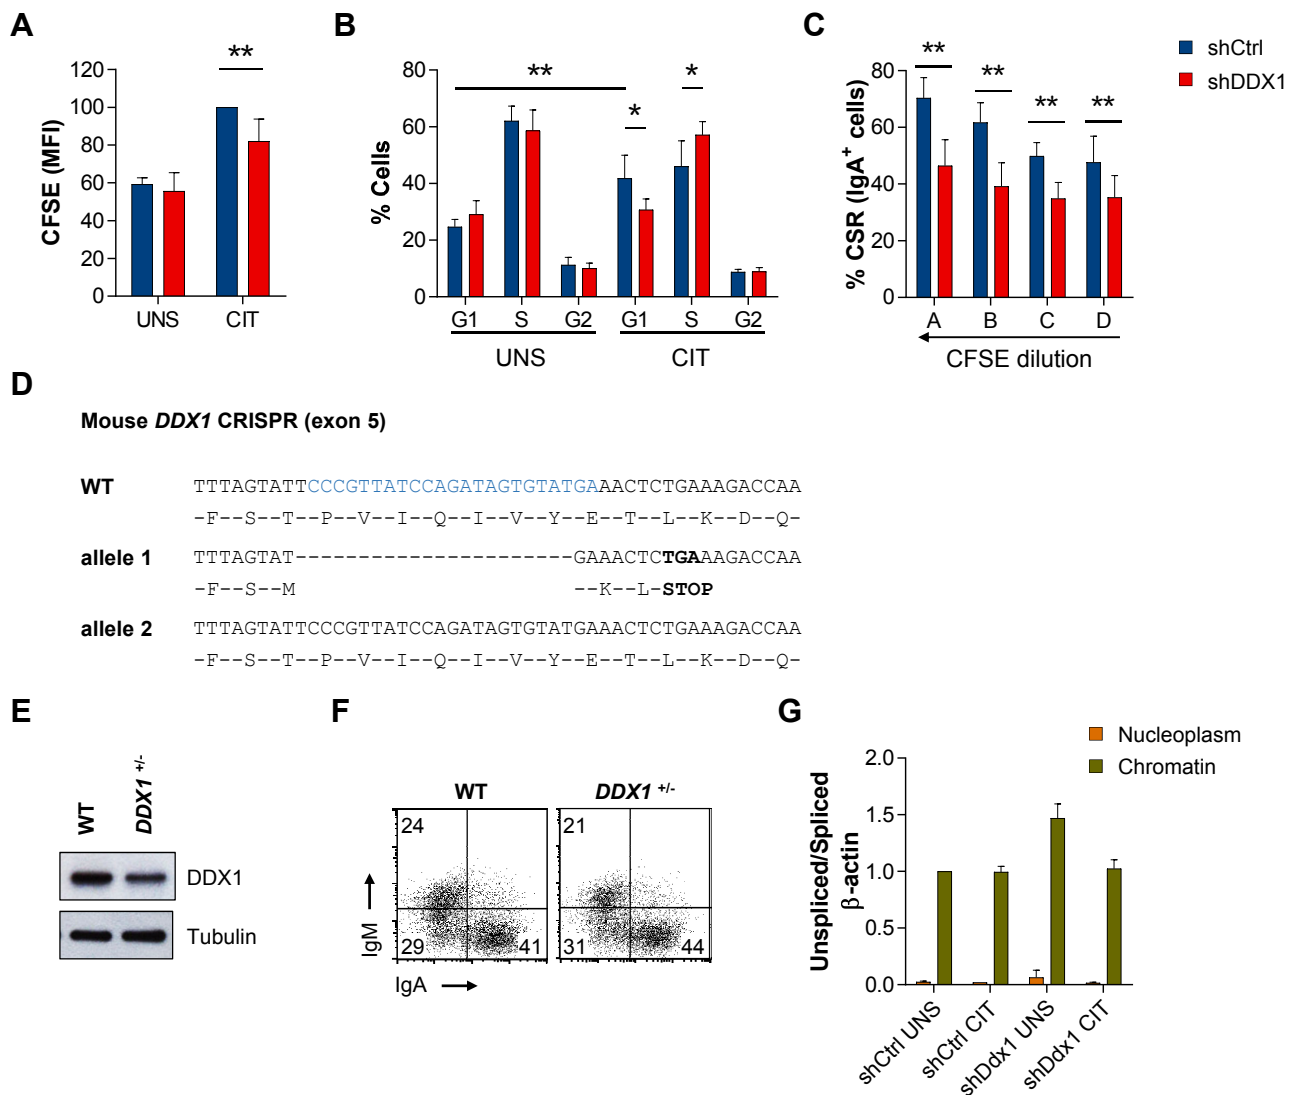 A
CFSE (MFI)
120
100
80
60
40
20
0
**
UNS CIT
B
% Cells
80
60
40
20
0
**
*
*
G1 S G2 G1 S G2
UNS CIT
C
% CSR (IgA+ cells)
80
60
40
20
0
** ** ** **
A B C D
CFSE dilution
shCtrl
shDDX1
D
Mouse DDX1 CRISPR (exon 5)
WT TTTAGTATTCCCGTTATCCAGATAGTGTATGAAACTCTGAAAGACCAA
-F--S--T--P--V--I--Q--I--V--Y--E--T--L--K--D--Q-
allele 1 TTTAGTAT----------------------GAAACTCTGAAAGACCAA
-F--S--M --K--L-STOP
allele 2 TTTAGTATTCCCGTTATCCAGATAGTGTATGAAACTCTGAAAGACCAA
-F--S--T--P--V--I--Q--I--V--Y--E--T--L--K--D--Q-
E
WT DDX1 +/-
DDX1
Tubulin
F
WT DDX1 +/-
24 21
29 41 31 44
IgM
IgA
G
Nucleoplasm
Chromatin
Unspliced/Spliced
β-actin
2.0
1.5
1.0
0.5
0.0
shCtrl UNS
shCtrl CIT
shDdx1 UNS
shDdx1 CIT